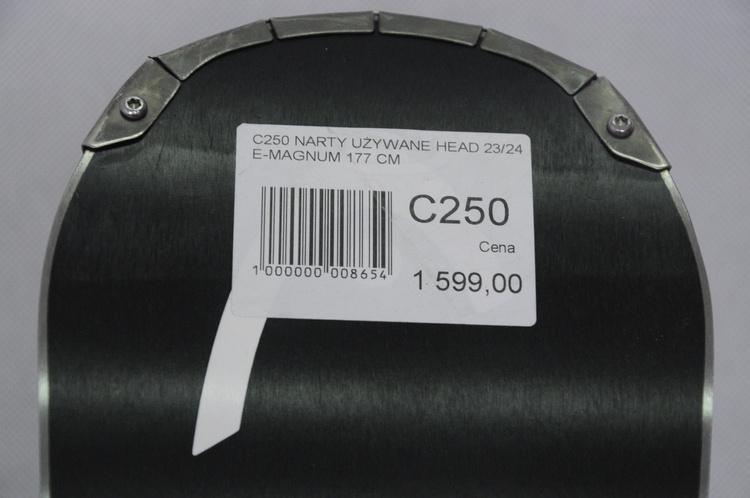 C250 NARTY UŻYWANE HEAD 23/24
E-MAGNUM 177 CM
C250
Cena
1 599,00
1 000000 008654